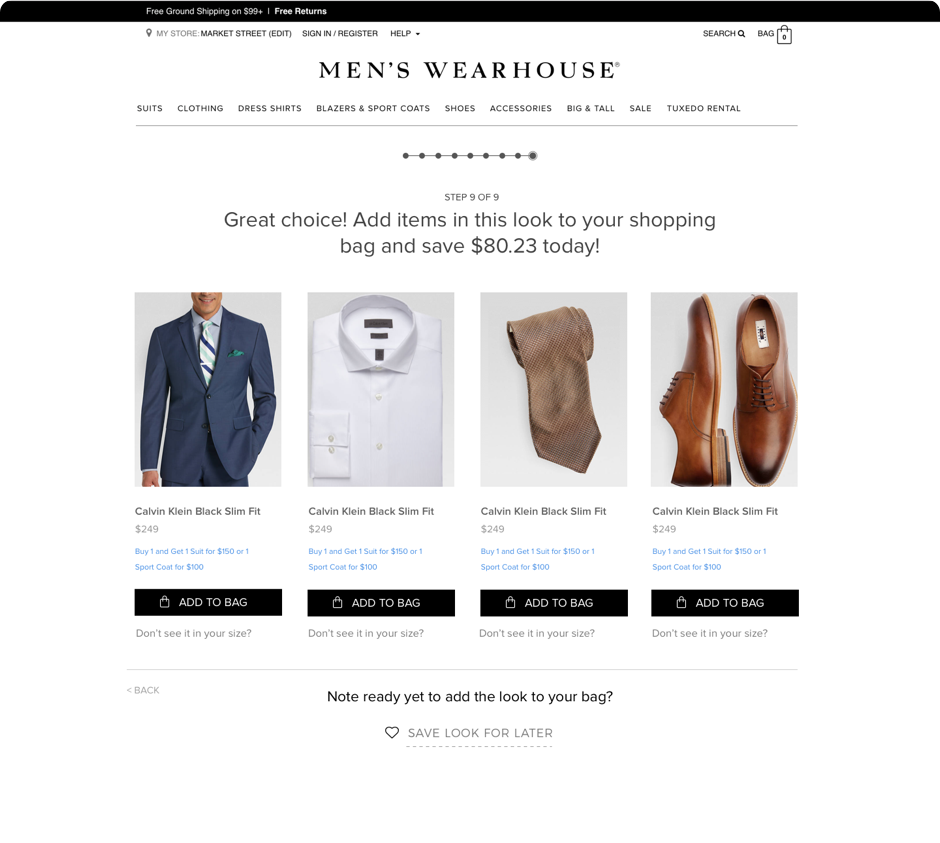 Free Ground Shipping on $99+ | Free Returns
MY STORE: MARKET STREET (EDIT) SIGN IN / REGISTER HELP SEARCH BAG 0
MEN'S WEARHOUSE®
SUITS CLOTHING DRESS SHIRTS BLAZERS & SPORT COATS SHOES ACCESSORIES BIG & TALL SALE TUXEDO RENTAL
STEP 9 OF 9
Great choice! Add items in this look to your shopping
bag and save $80.23 today!
Calvin Klein Black Slim Fit Calvin Klein Black Slim Fit Calvin Klein Black Slim Fit Calvin Klein Black Slim Fit
$249 $249 $249 $249
Buy 1 and Get 1 Suit for $150 or 1 Buy 1 and Get 1 Suit for $150 or 1 Buy 1 and Get 1 Suit for $150 or 1 Buy 1 and Get 1 Suit for $150 or 1
Sport Coat for $100 Sport Coat for $100 Sport Coat for $100 Sport Coat for $100
ADD TO BAG ADD TO BAG ADD TO BAG ADD TO BAG
Don't see it in your size? Don't see it in your size? Don't see it in your size? Don't see it in your size?
< BACK
Note ready yet to add the look to your bag?
SAVE LOOK FOR LATER